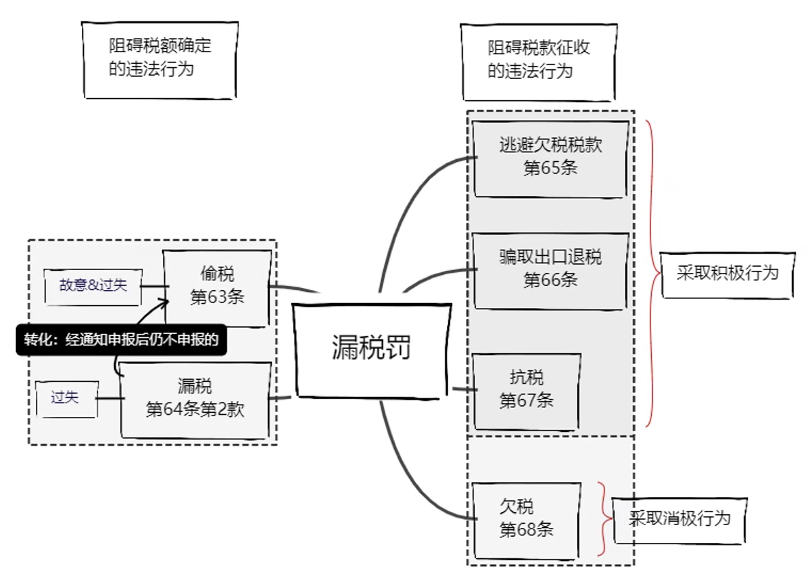 阻碍税额确定
的违法行为
阻碍税款征收
的违法行为
逃避欠税税款
第65条
骗取出口退税
第66条
采取积极行为
偷税
第63条
故意&过失
转化：经通知申报后仍不申报的
漏税罚
漏税
第64条第2款
过失
抗税
第67条
欠税
第68条
采取消极行为